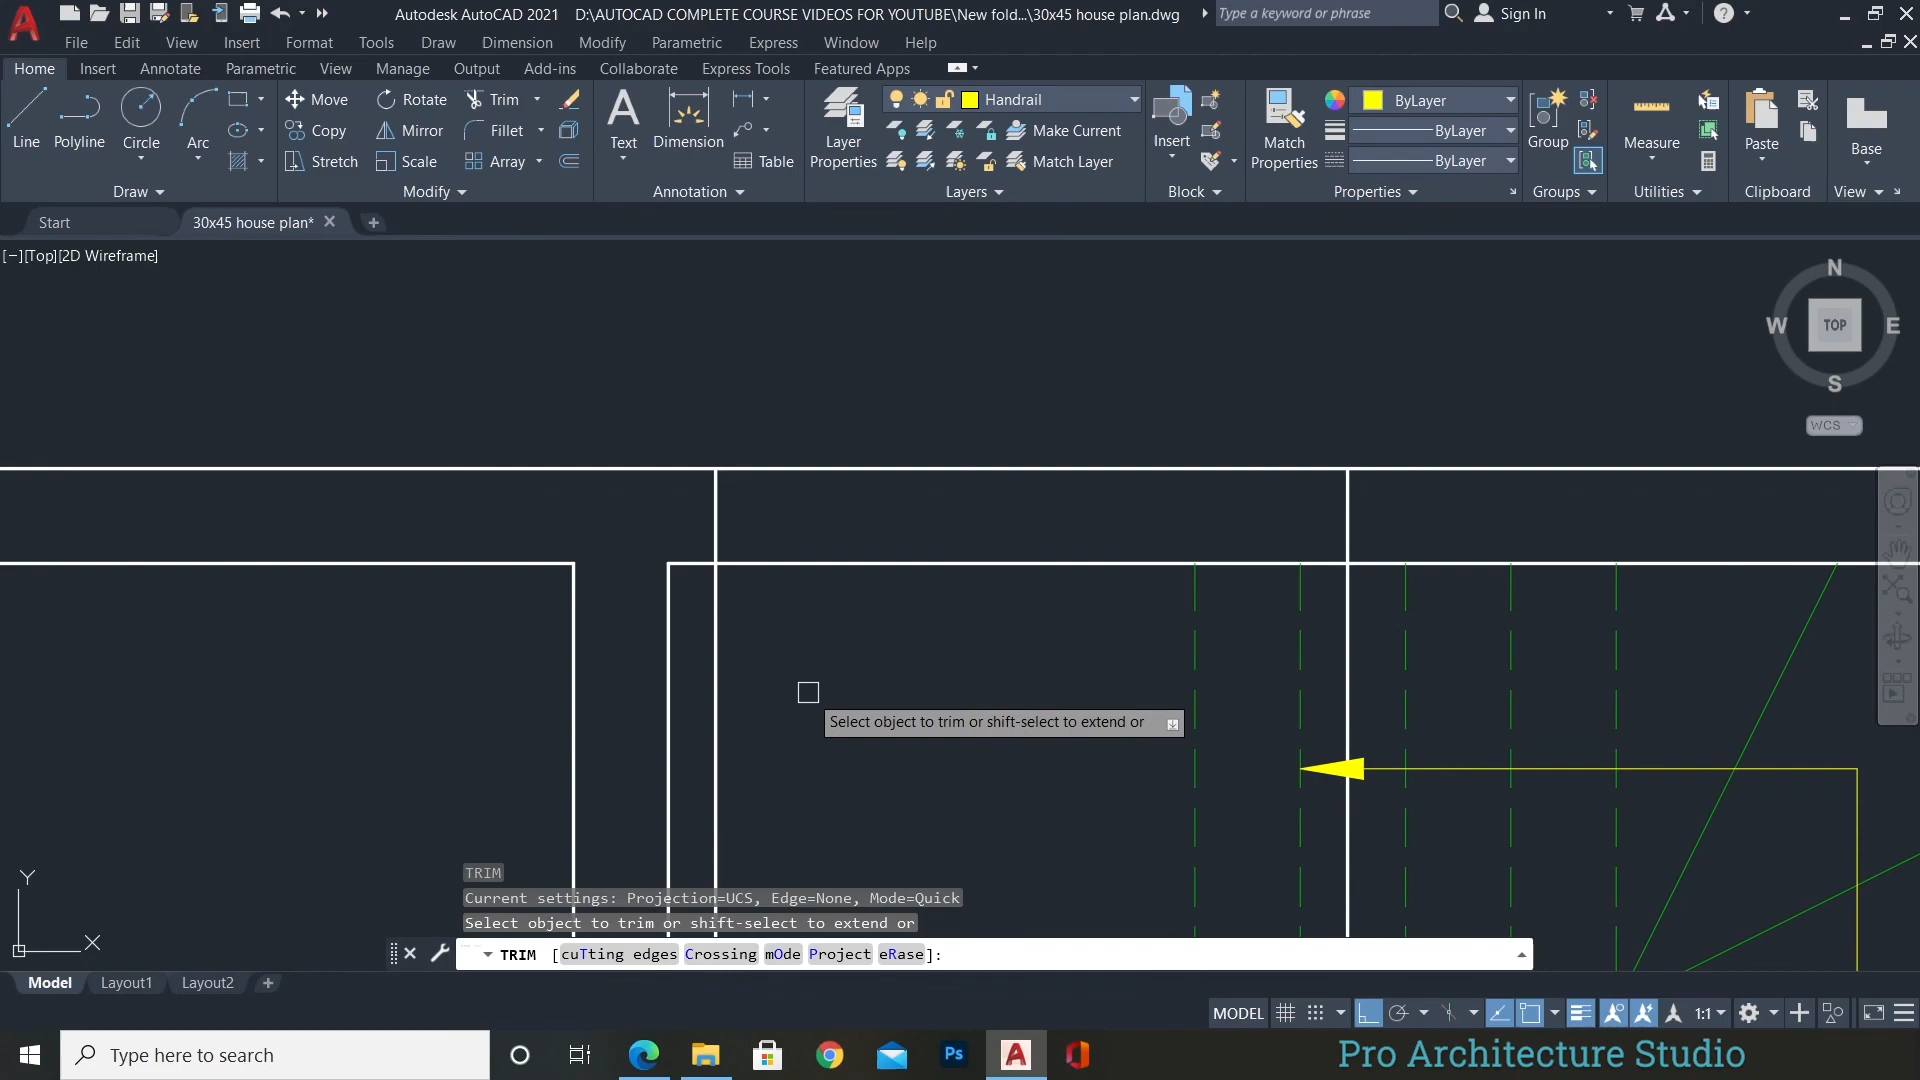 Autodesk AutoCAD 2021 D:\AUTOCAD COMPLETE COURSE VIDEOS FOR YOUTUBE\New fold...\30x45 house plan.dwg Type a keyword or phrase Sign In
File Edit View Insert Format Tools Draw Dimension Modify Parametric Express Window Help
Home Insert Annotate Parametric View Manage Output Add-ins Collaborate Express Tools Featured Apps
Line Polyline Circle Arc
Move Rotate Trim
Copy Mirror Fillet
Stretch Scale Array
Text Dimension Table
Layer Properties
Handrail
Make Current
Match Layer
Insert
Match Properties
ByLayer
ByLayer
ByLayer
Group Measure Paste Base
Draw Modify Annotation Layers Block Properties Groups Utilities Clipboard View
Start 30x45 house plan*
[−][Top][2D Wireframe]
N
W TOP E
S
WCS
Select object to trim or shift-select to extend or
TRIM
Current settings: Projection=UCS, Edge=None, Mode=Quick
Select object to trim or shift-select to extend or
TRIM [cuTting edges Crossing mOde Project eRase]:
Y
X
Model Layout1 Layout2
MODEL 1:1
Type here to search
Ps
Pro Architecture Studio